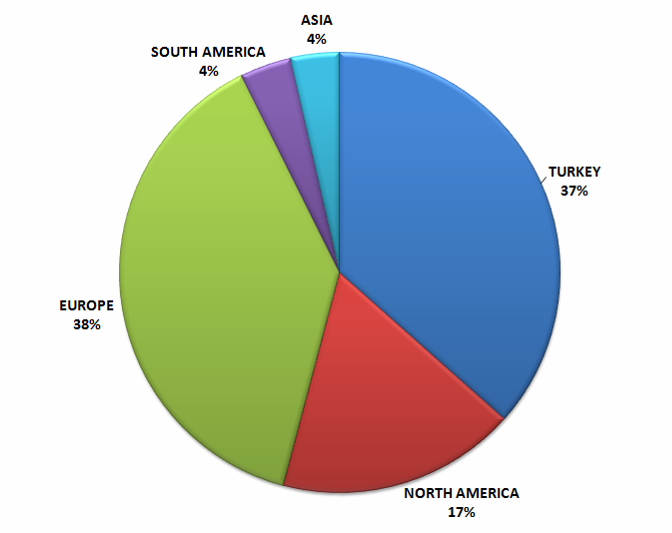 ASIA
4%
SOUTH AMERICA
4%
TURKEY
37%
EUROPE
38%
NORTH AMERICA
17%